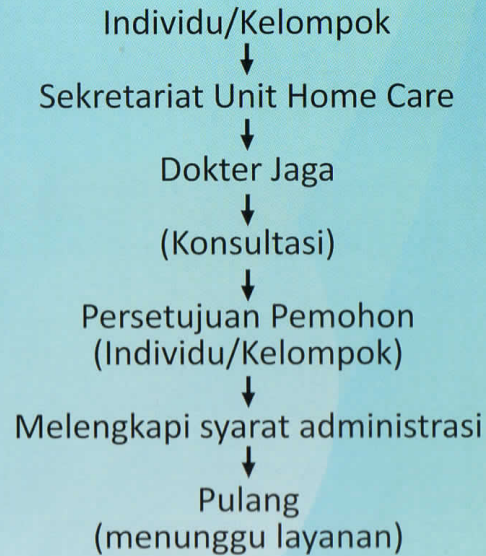 Individu/Kelompok
Sekretariat Unit Home Care
Dokter Jaga
(Konsultasi)
Persetujuan Pemohon
(Individu/Kelompok)
Melengkapi syarat administrasi
Pulang
(menunggu layanan)